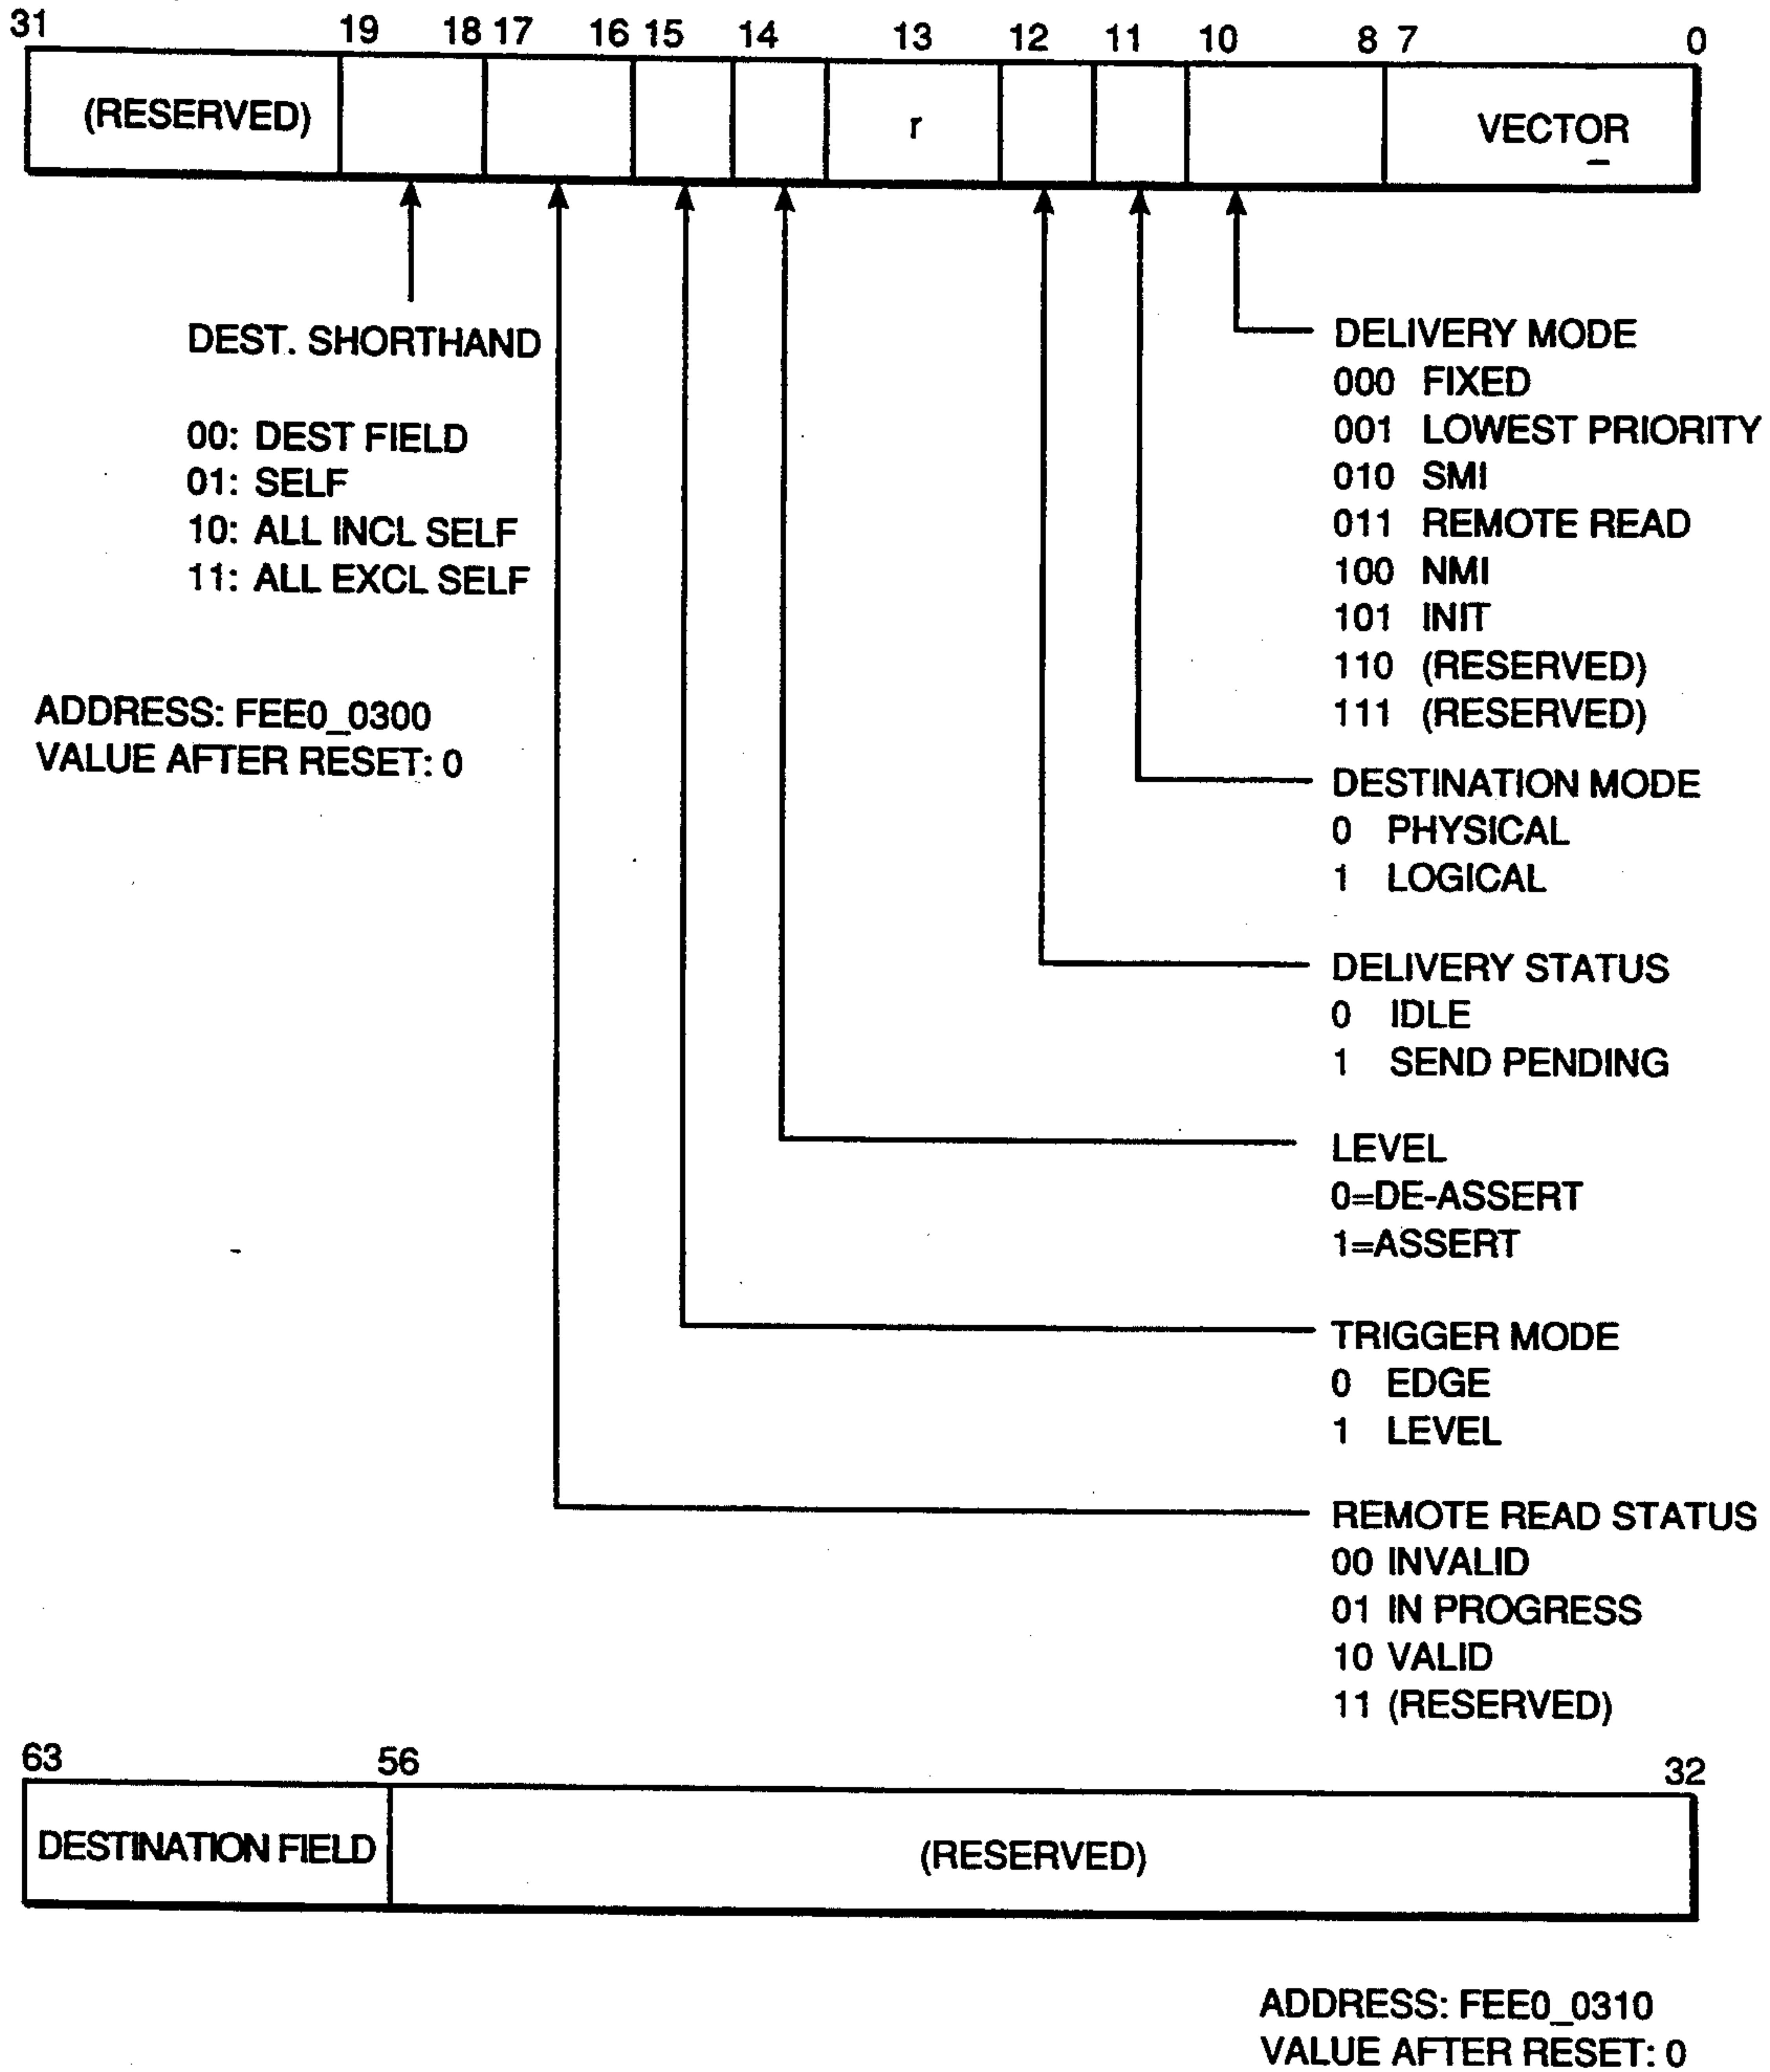 31 19 18 17 16 15 14 13 12 11 10 8 7 0
(RESERVED) r VECTOR
DEST. SHORTHAND
00: DEST FIELD
01: SELF
10: ALL INCL SELF
11: ALL EXCL SELF
ADDRESS: FEE0_0300
VALUE AFTER RESET: 0
DELIVERY MODE
000 FIXED
001 LOWEST PRIORITY
010 SMI
011 REMOTE READ
100 NMI
101 INIT
110 (RESERVED)
111 (RESERVED)
DESTINATION MODE
0 PHYSICAL
1 LOGICAL
DELIVERY STATUS
0 IDLE
1 SEND PENDING
LEVEL
0=DE-ASSERT
1=ASSERT
TRIGGER MODE
0 EDGE
1 LEVEL
REMOTE READ STATUS
00 INVALID
01 IN PROGRESS
10 VALID
11 (RESERVED)
63 56 32
DESTINATION FIELD (RESERVED)
ADDRESS: FEE0_0310
VALUE AFTER RESET: 0